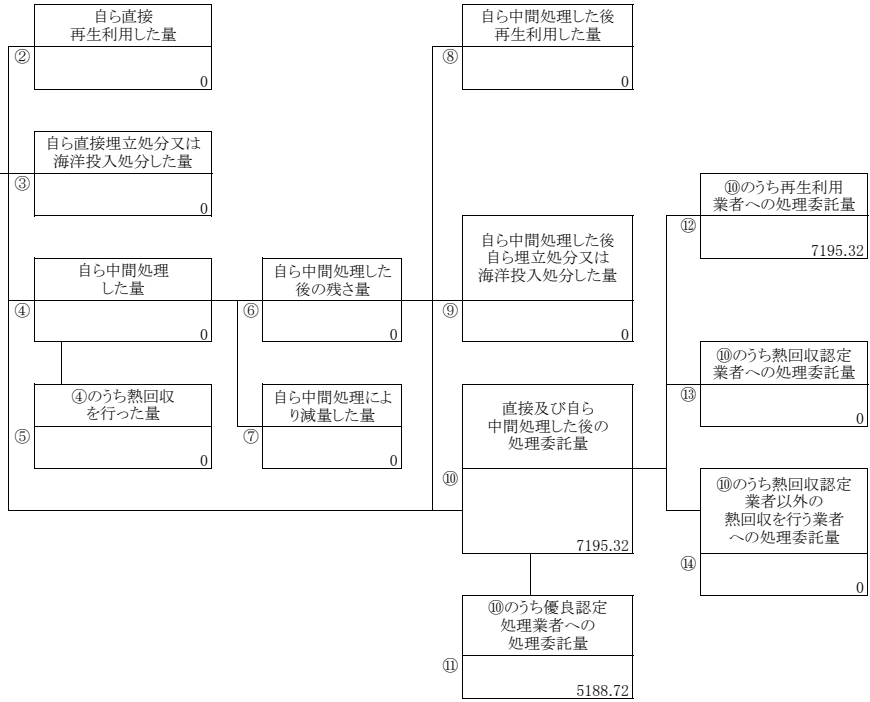 自ら直接
再生利用した量
②
0
自ら直接埋立処分又は
海洋投入処分した量
③
0
自ら中間処理
した量
④
0
④のうち熱回収
を行った量
⑤
0
自ら中間処理した
後の残さ量
⑥
0
自ら中間処理によ
り減量した量
⑦
0
自ら中間処理した後
再生利用した量
⑧
0
自ら中間処理した後
自ら埋立処分又は
海洋投入処分した量
⑨
0
直接及び自ら
中間処理した後の
処理委託量
⑩
7195.32
⑩のうち優良認定
処理業者への
処理委託量
⑪
5188.72
⑩のうち再生利用
業者への処理委託量
⑫
7195.32
⑩のうち熱回収認定
業者への処理委託量
⑬
0
⑩のうち熱回収認定
業者以外の
熱回収を行う業者
への処理委託量
⑭
0